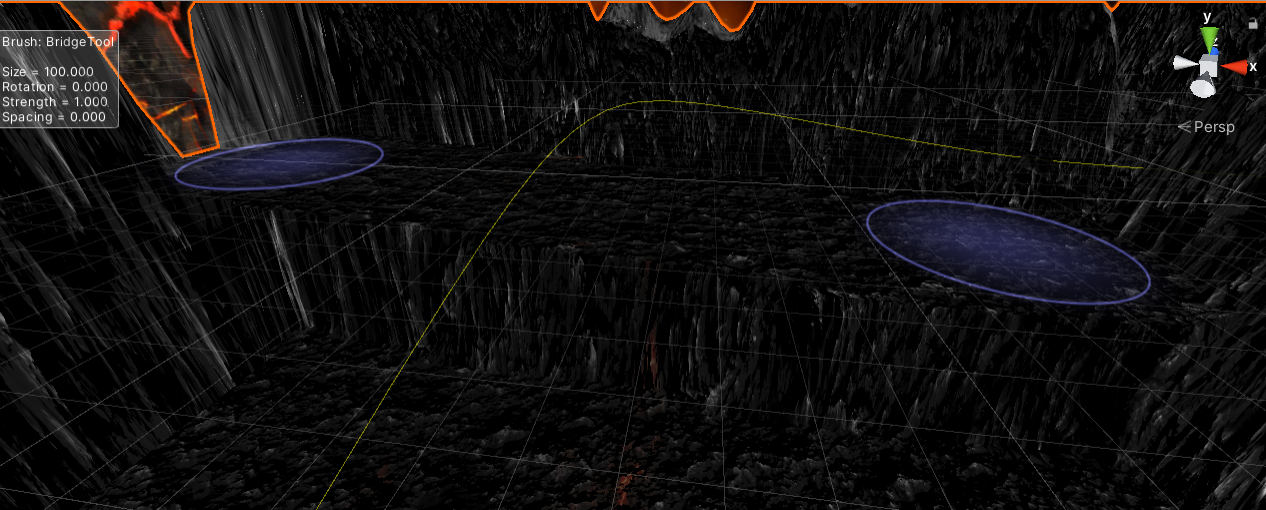 Brush: BridgeTool
Size = 100.000
Rotation = 0.000
Strength = 1.000
Spacing = 0.000
y
z
x
Persp